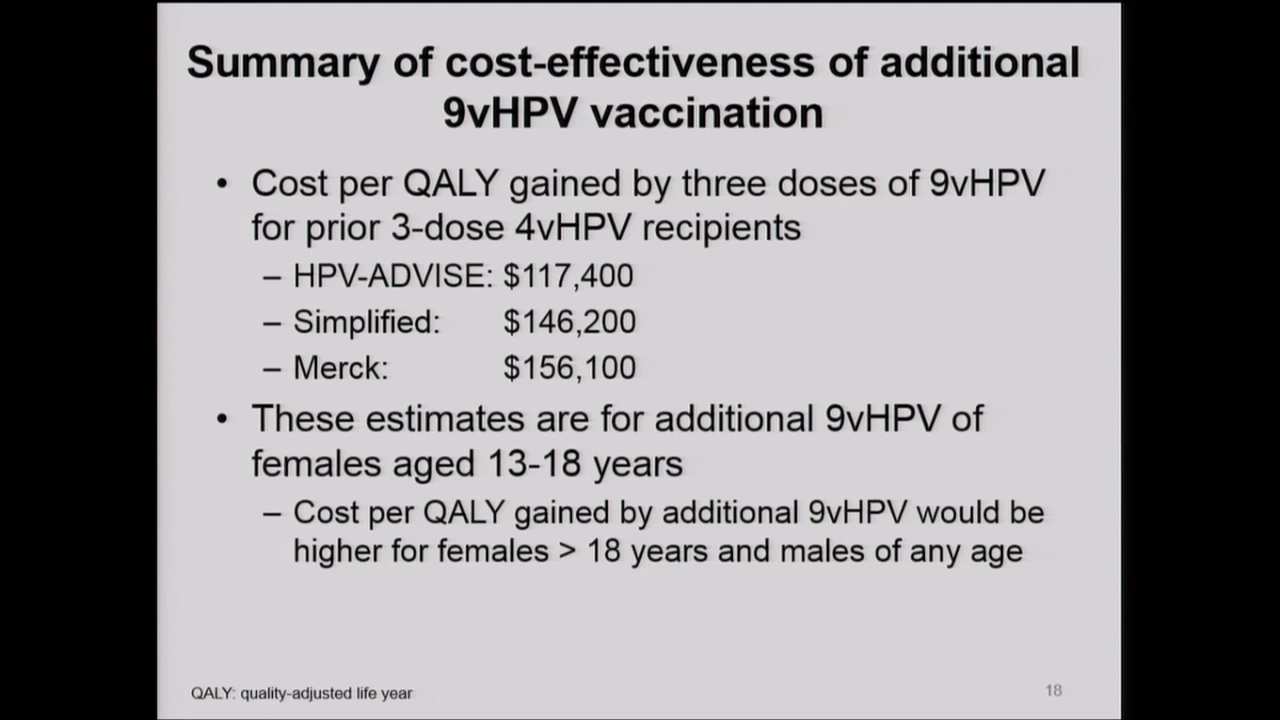 Summary of cost-effectiveness of additional
9vHPV vaccination
• Cost per QALY gained by three doses of 9vHPV
for prior 3-dose 4vHPV recipients
– HPV-ADVISE: $117,400
– Simplified: $146,200
– Merck: $156,100
• These estimates are for additional 9vHPV of
females aged 13-18 years
– Cost per QALY gained by additional 9vHPV would be
higher for females > 18 years and males of any age
QALY: quality-adjusted life year
18